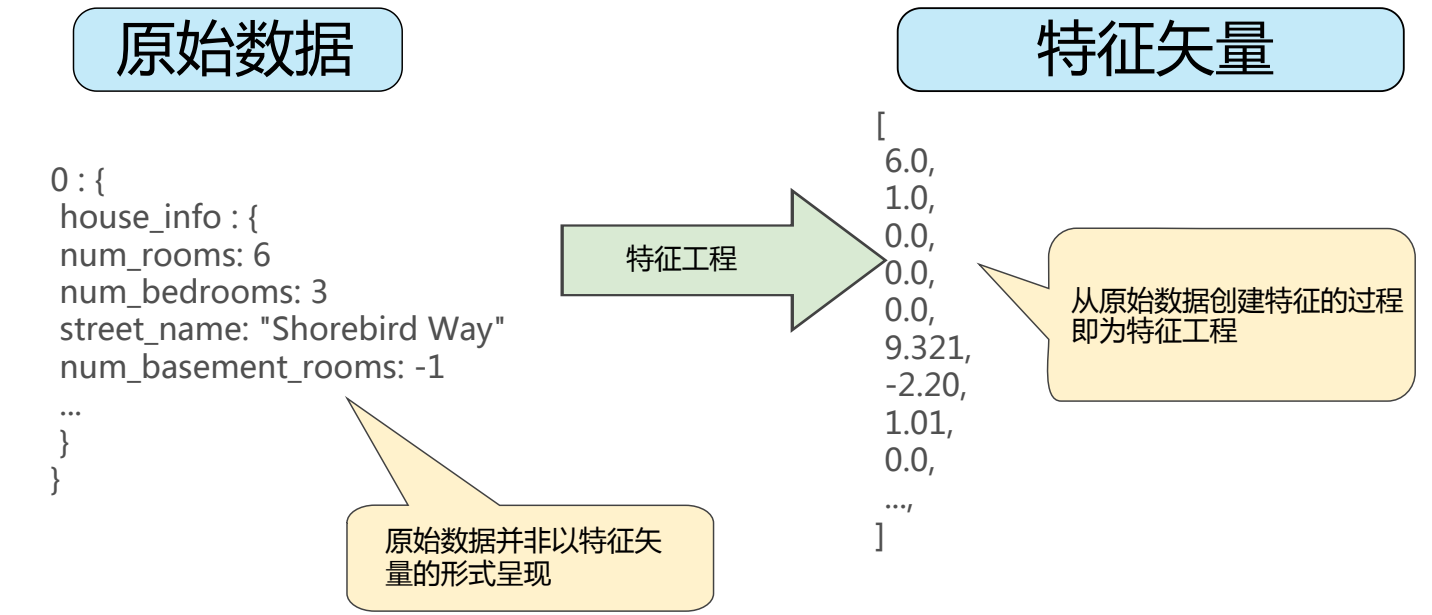 原始数据
特征矢量
0 : {
house_info : {
num_rooms: 6
num_bedrooms: 3
street_name: "Shorebird Way"
num_basement_rooms: -1
...
}
}
特征工程
[
6.0,
1.0,
0.0,
0.0,
0.0,
9.321,
-2.20,
1.01,
0.0,
...,
]
从原始数据创建特征的过程
即为特征工程
原始数据并非以特征矢
量的形式呈现